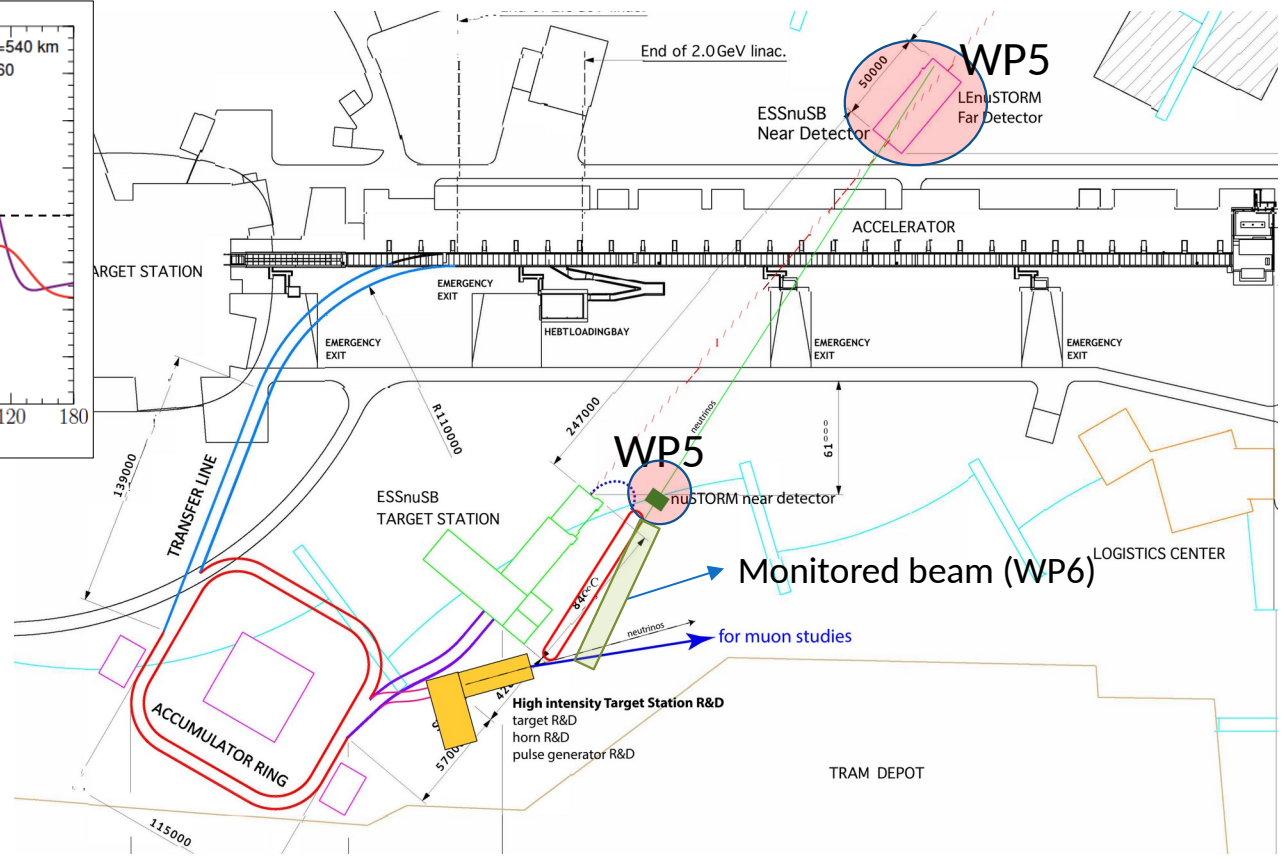 =540 km
60
120 180
End of 2.0 GeV linac.
WP5
50000
ESSnuSB
Near Detector
LEnuSTORM
Far Detector
ACCELERATOR
TARGET STATION
EMERGENCY
EXIT
HEBT LOADING BAY
EMERGENCY
EXIT
EMERGENCY
EXIT
EMERGENCY
EXIT
R110000
247000
neutrinos
139000
TRANSFER LINE
WP5
nuSTORM near detector
ESSnuSB
TARGET STATION
LOGISTICS CENTER
Monitored beam (WP6)
neutrinos
for muon studies
High intensity Target Station R&D
target R&D
horn R&D
pulse generator R&D
ACCUMULATOR RING
TRAM DEPOT
115000